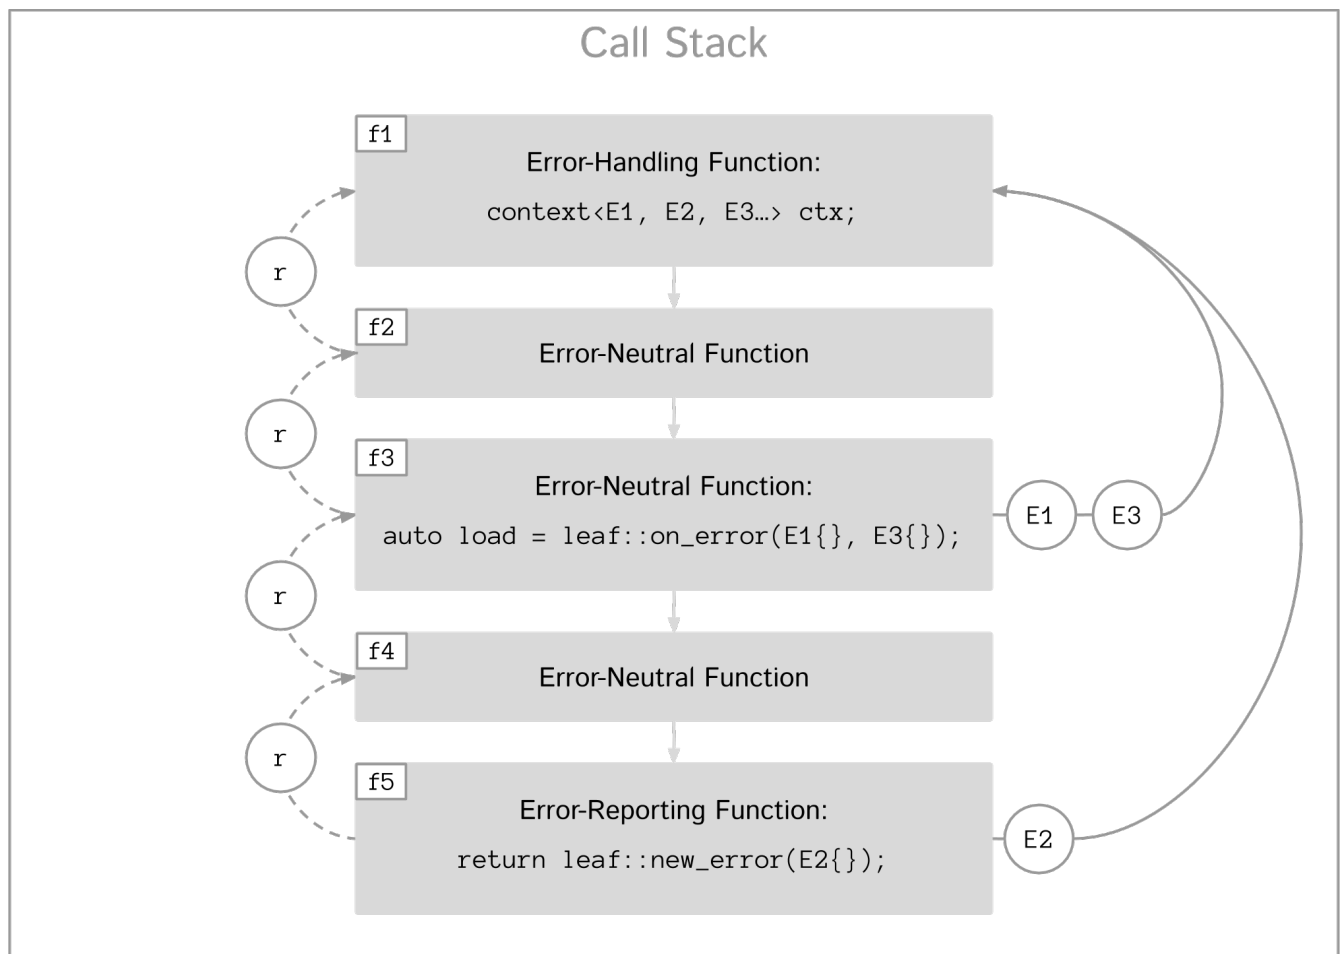 Call Stack
f1
Error-Handling Function:
context<E1, E2, E3…> ctx;
r
f2
Error-Neutral Function
r
f3
Error-Neutral Function:
auto load = leaf::on_error(E1{}, E3{});
E1
E3
r
f4
Error-Neutral Function
r
f5
Error-Reporting Function:
return leaf::new_error(E2{});
E2